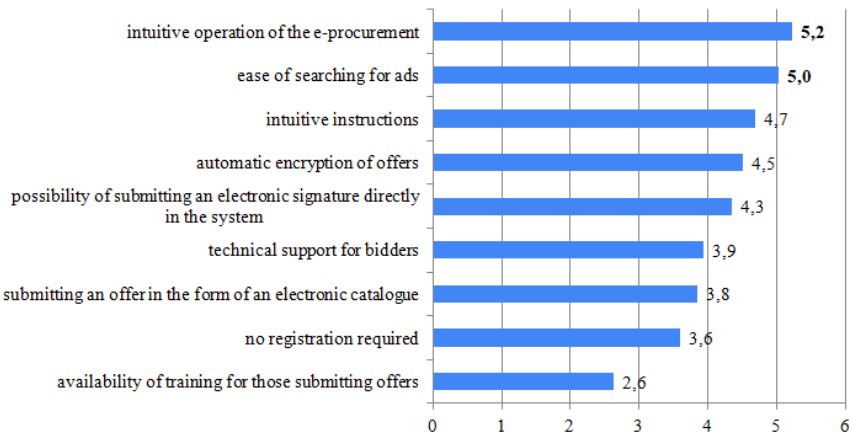 intuitive operation of the e-procurement 5,2
ease of searching for ads 5,0
intuitive instructions 4,7
automatic encryption of offers 4,5
possibility of submitting an electronic signature directly
in the system 4,3
technical support for bidders 3,9
submitting an offer in the form of an electronic catalogue 3,8
no registration required 3,6
availability of training for those submitting offers 2,6
0 1 2 3 4 5 6